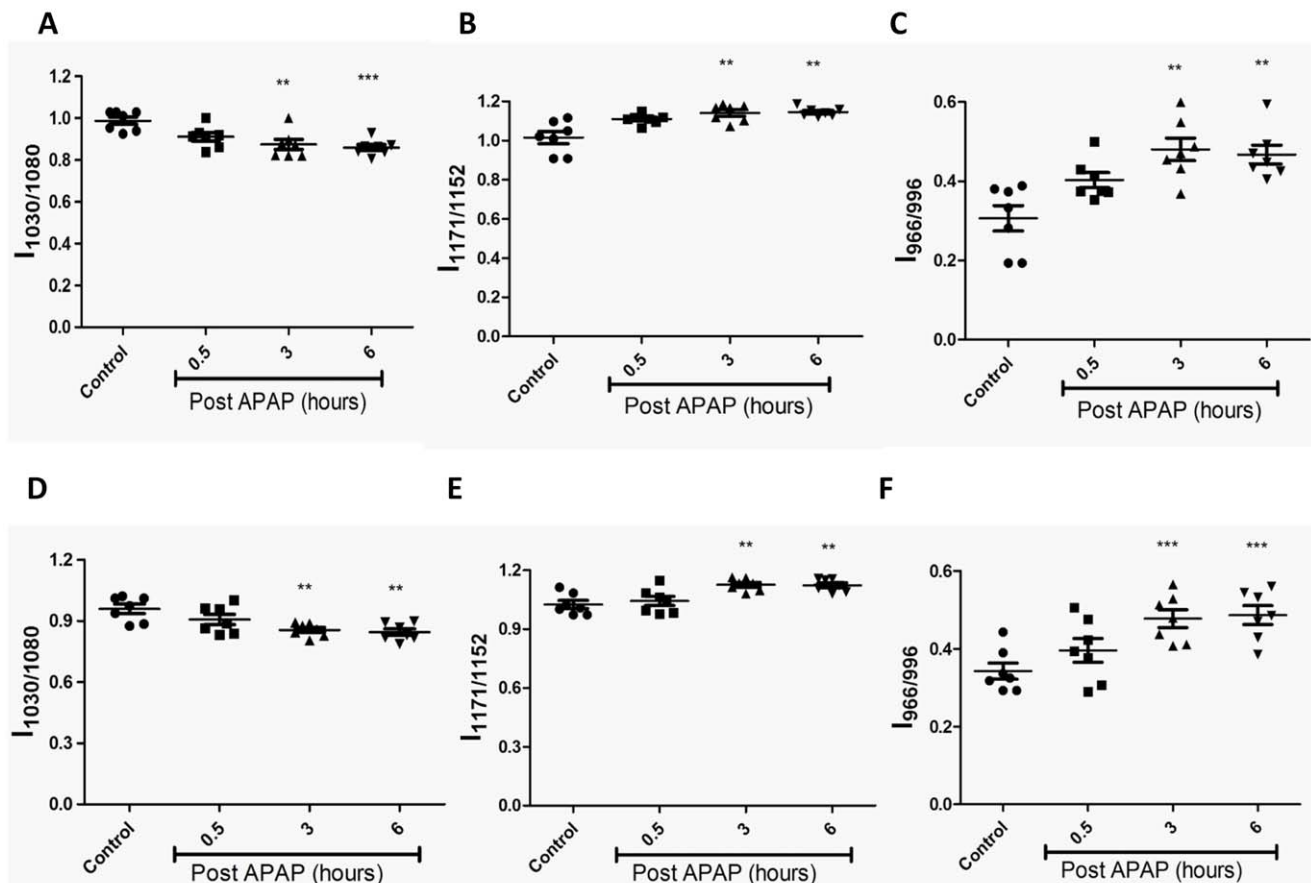 A
B
C
** ***
** **
** **
1.2
1.0
0.8
0.6
0.4
0.2
0.0
I1030/1080
Control 0.5 3 6
Post APAP (hours)
1.2
1.0
0.8
0.6
0.4
0.2
0.0
I1171/1152
Control 0.5 3 6
Post APAP (hours)
0.6
0.4
0.2
0.0
I966/996
Control 0.5 3 6
Post APAP (hours)
D
E
F
** **
** **
*** ***
1.2
0.9
0.6
0.3
0.0
I1030/1080
Control 0.5 3 6
Post APAP (hours)
1.2
0.9
0.6
0.3
0.0
I1171/1152
Control 0.5 3 6
Post APAP (hours)
0.6
0.4
0.2
0.0
I966/996
Control 0.5 3 6
Post APAP (hours)